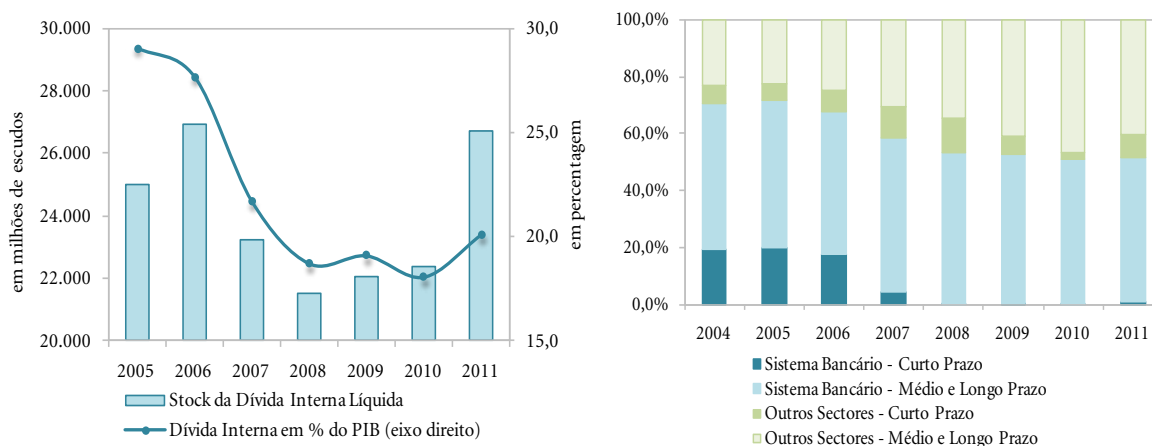 em milhões de escudos
30.000
28.000
26.000
24.000
22.000
20.000
30,0
25,0
20,0
15,0
em percentagem
2005 2006 2007 2008 2009 2010 2011
Stock da Dívida Interna Líquida
Dívida Interna em % do PIB (eixo direito)
100,0%
80,0%
60,0%
40,0%
20,0%
0,0%
2004 2005 2006 2007 2008 2009 2010 2011
Sistema Bancário - Curto Prazo
Sistema Bancário - Médio e Longo Prazo
Outros Sectores - Curto Prazo
Outros Sectores - Médio e Longo Prazo